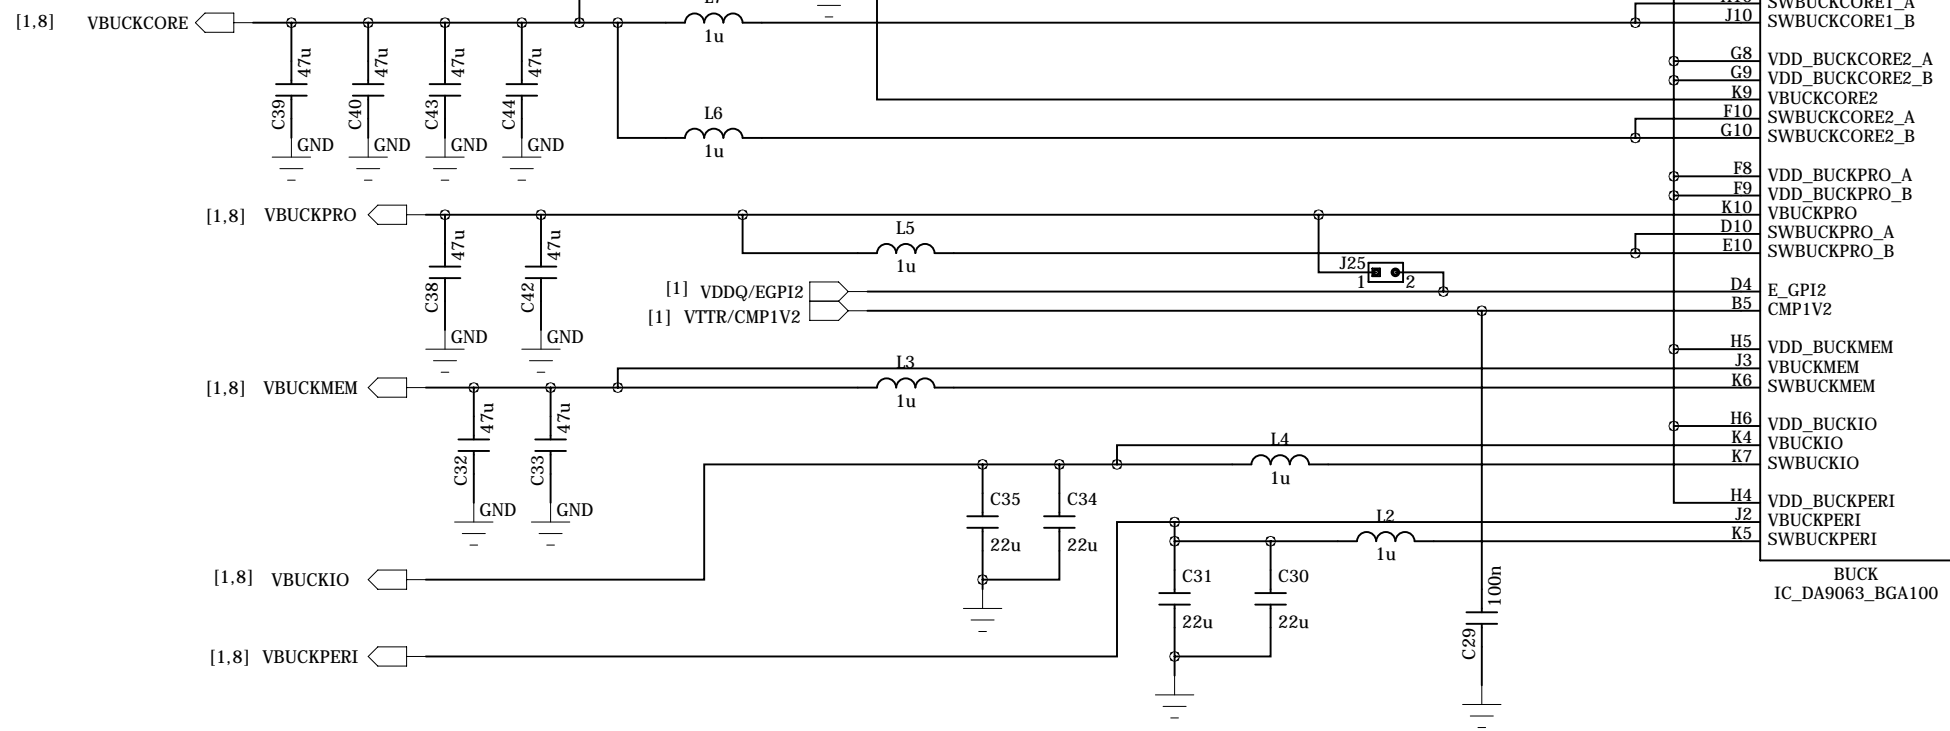 L7
SWBUCKCORE1_A
[1,8] VBUCKCORE
1u
J10 SWBUCKCORE1_B
47u
47u
47u
47u
C39
C40
C43
C44
GND
GND
GND
GND
L6
1u
G8 VDD_BUCKCORE2_A
G9 VDD_BUCKCORE2_B
K9 VBUCKCORE2
F10 SWBUCKCORE2_A
G10 SWBUCKCORE2_B
F8 VDD_BUCKPRO_A
F9 VDD_BUCKPRO_B
[1,8] VBUCKPRO
K10 VBUCKPRO
D10 SWBUCKPRO_A
E10 SWBUCKPRO_B
L5
1u
47u
47u
C38
C42
GND
GND
J25
1
2
[1] VDDQ/EGPI2
D4 E_GPI2
[1] VTTR/CMP1V2
B5 CMP1V2
H5 VDD_BUCKMEM
J3 VBUCKMEM
[1,8] VBUCKMEM
L3
1u
K6 SWBUCKMEM
47u
47u
C32
C33
GND
GND
H6 VDD_BUCKIO
K4 VBUCKIO
L4
1u
K7 SWBUCKIO
C35
C34
22u
22u
H4 VDD_BUCKPERI
J2 VBUCKPERI
L2
1u
K5 SWBUCKPERI
[1,8] VBUCKIO
C31
C30
22u
22u
100n
C29
BUCK
IC_DA9063_BGA100
[1,8] VBUCKPERI